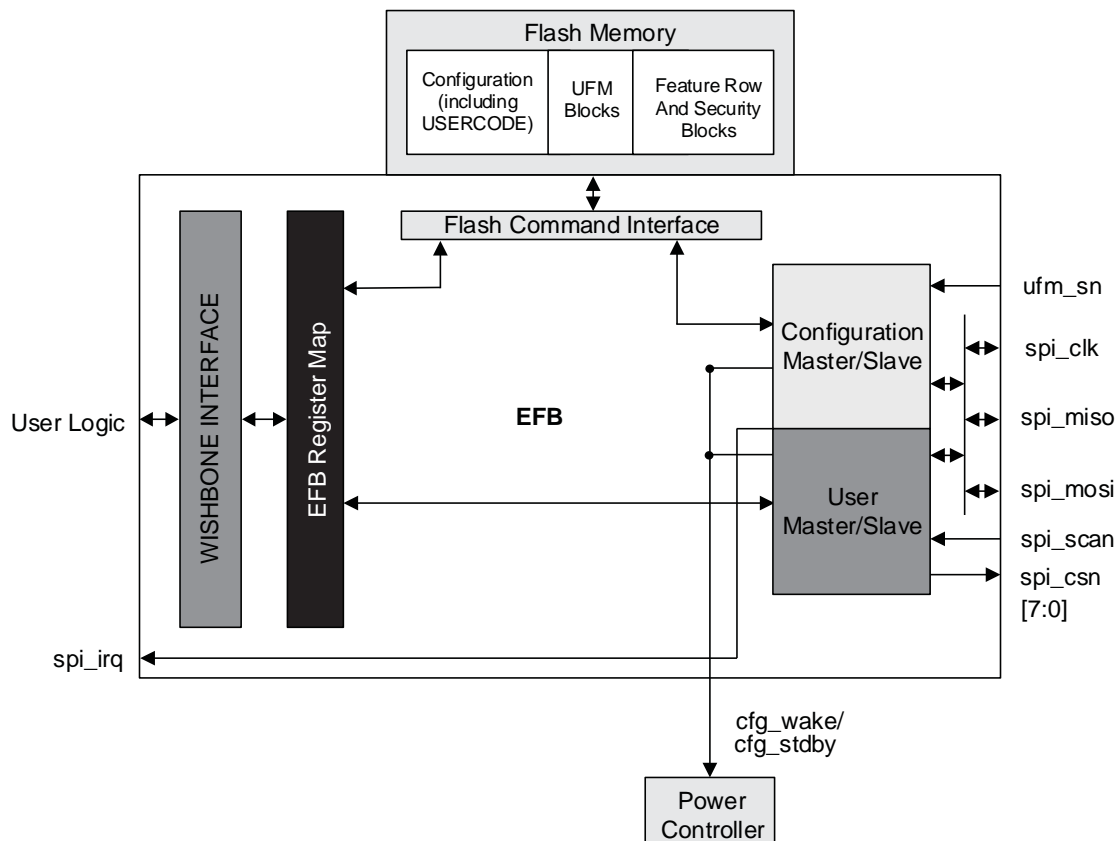 Flash Memory
Configuration
(including
USERCODE)
UFM
Blocks
Feature Row
And Security
Blocks
Flash Command Interface
WISHBONE INTERFACE
EFB Register Map
EFB
Configuration
Master/Slave
User
Master/Slave
User Logic
spi_irq
ufm_sn
spi_clk
spi_miso
spi_mosi
spi_scan
spi_csn
[7:0]
cfg_wake/
cfg_stdby
Power
Controller